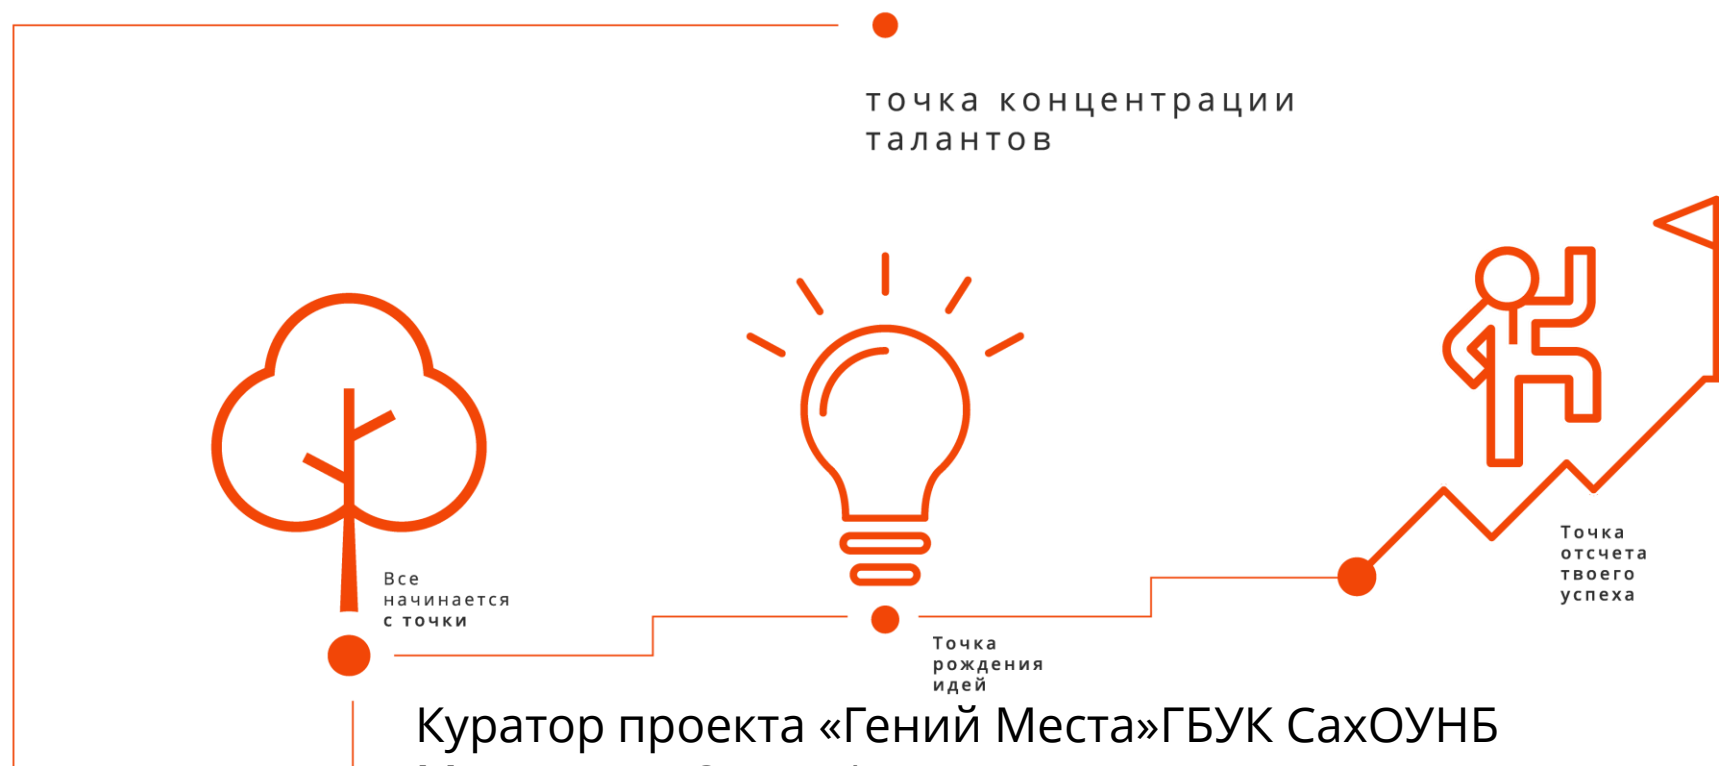 точка концентрации
талантов
Все
начинается
с точки
Точка
рождения
идей
Точка
отсчета
твоего
успеха
Куратор проекта «Гений Места»ГБУК СахОУНБ